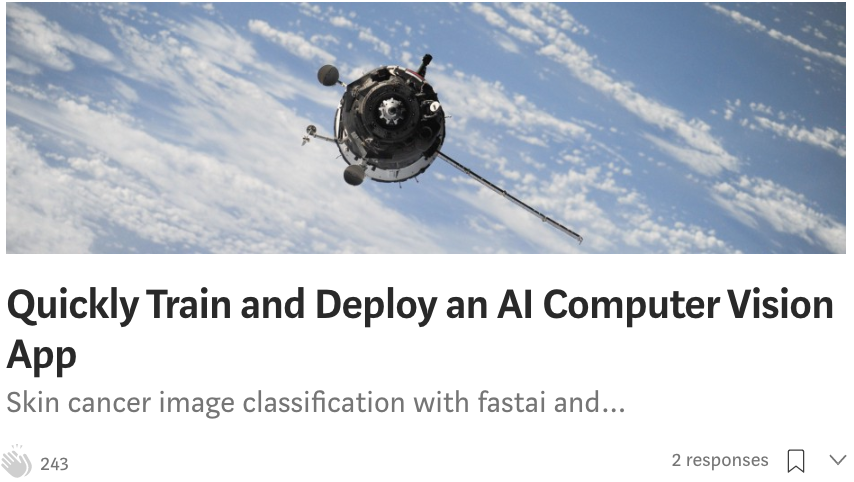 Quickly Train and Deploy an AI Computer Vision
App
Skin cancer image classification with fastai and...
243
2 responses